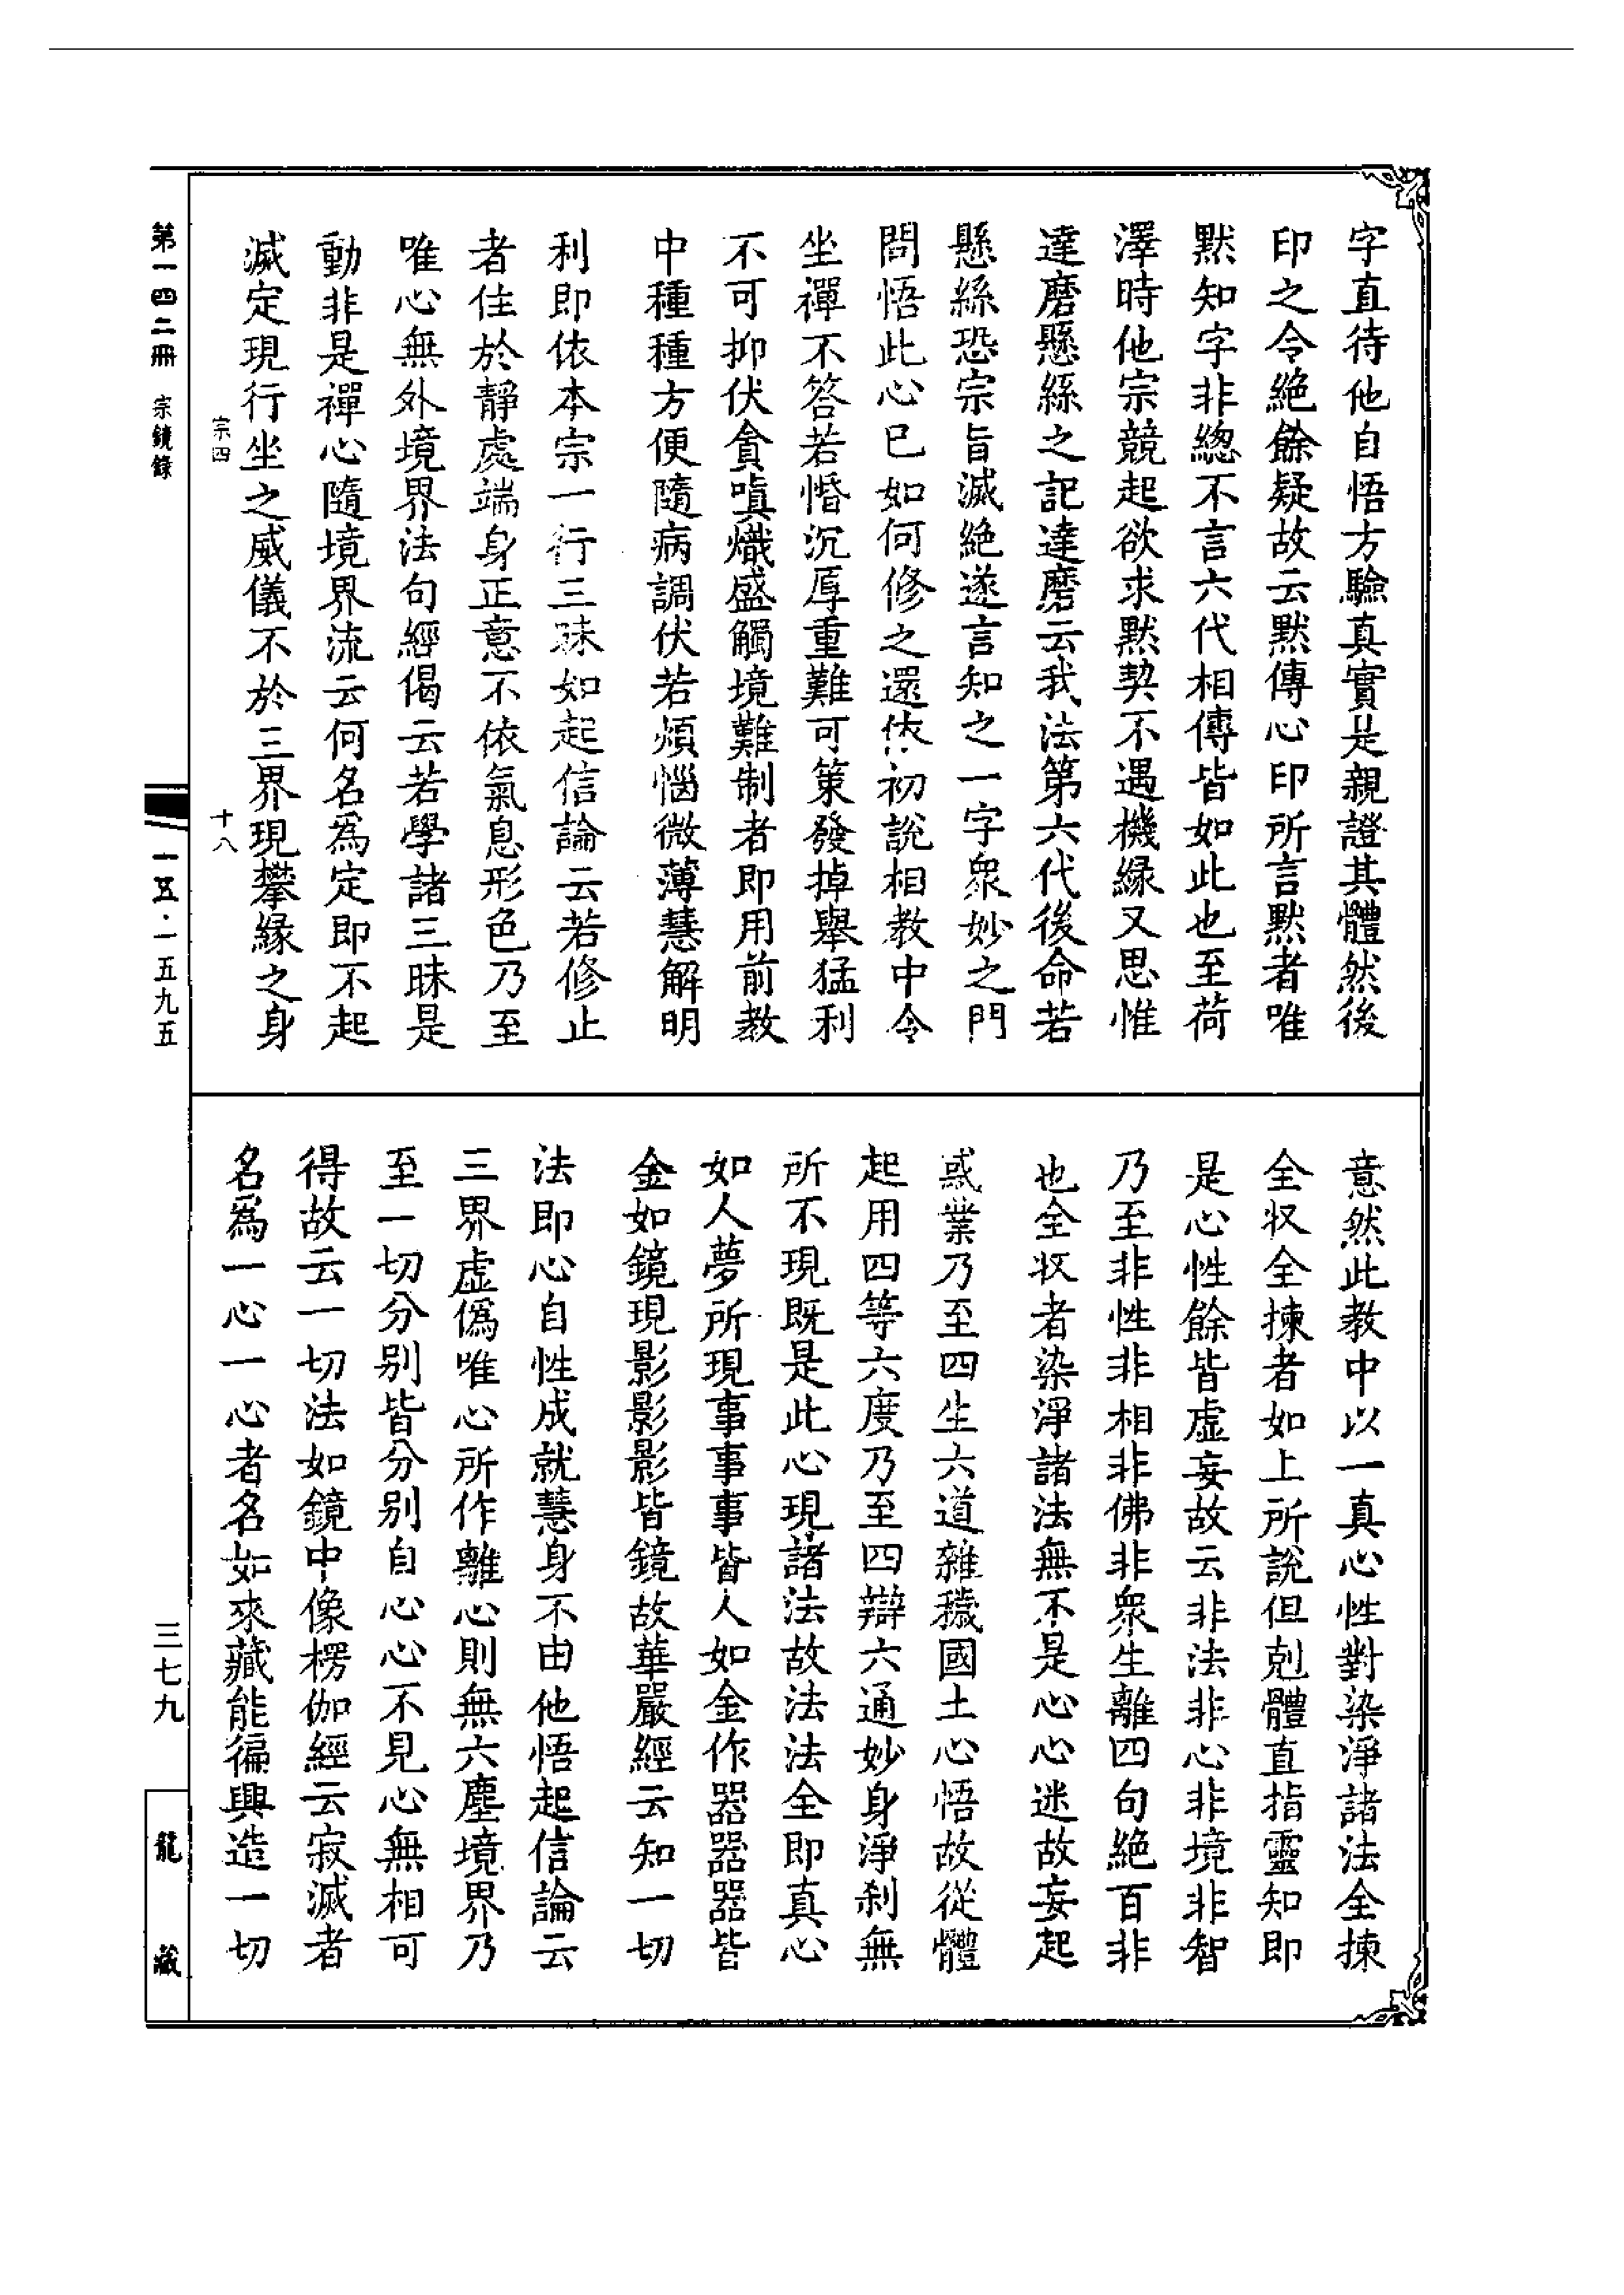 字直待他自悟方驗真實是親證其體然後
印之令絕餘疑故云默傳心印所言默者唯
默知字非緫不言六代相傳皆如此也至荷
澤時他宗競起欲求默契不遇機緣又思惟
達磨懸絲之記達磨云我法第六代後命若
懸絲恐宗旨滅絕遂言知之一字衆妙之門
問悟此心已如何修之還依初說相教中令
坐禪不答若惛沉厚重難可策發掉舉猛利
不可抑伏貪嗔熾盛觸境難制者即用前教
中種種方便隨病調伏若煩惱微薄慧解明
利即依本宗一行三昧如起信論云若修止
者住於靜處端身正意不依氣息形色乃至
唯心無外境界法句經偈云若學諸三昧是
動非是禪心隨境界流云何名為定即不起
滅定現行坐之威儀不於三界現攀緣之身
意然此教中以一真心性對染淨諸法全揀
全収全揀者如上所說但剋體直指靈知即
是心性餘皆虛妄故云非法非心非境非智
乃至非性非相非佛非衆生離四句絕百非
也全収者染淨諸法無不是心心迷故妄起
惑業乃至四生六道雜穢國土心悟故從體
起用四等六度乃至四辯六通妙身淨刹無
所不現既是此心現諸法故法法全即真心
如人夢所現事事事皆人如金作器器器皆
金如鏡現影影影皆鏡故華嚴經云知一切
法即心自性成就慧身不由他悟起信論云
三界虛偽唯心所作離心則無六塵境界乃
至一切分別皆分別自心心不見心無相可
得故云一切法如鏡中像楞伽經云寂滅者
名為一心一心者名如來藏能徧興造一切
宗四
十八
第一四二冊 宗鏡錄
一五·一五九五
三七九
龍藏